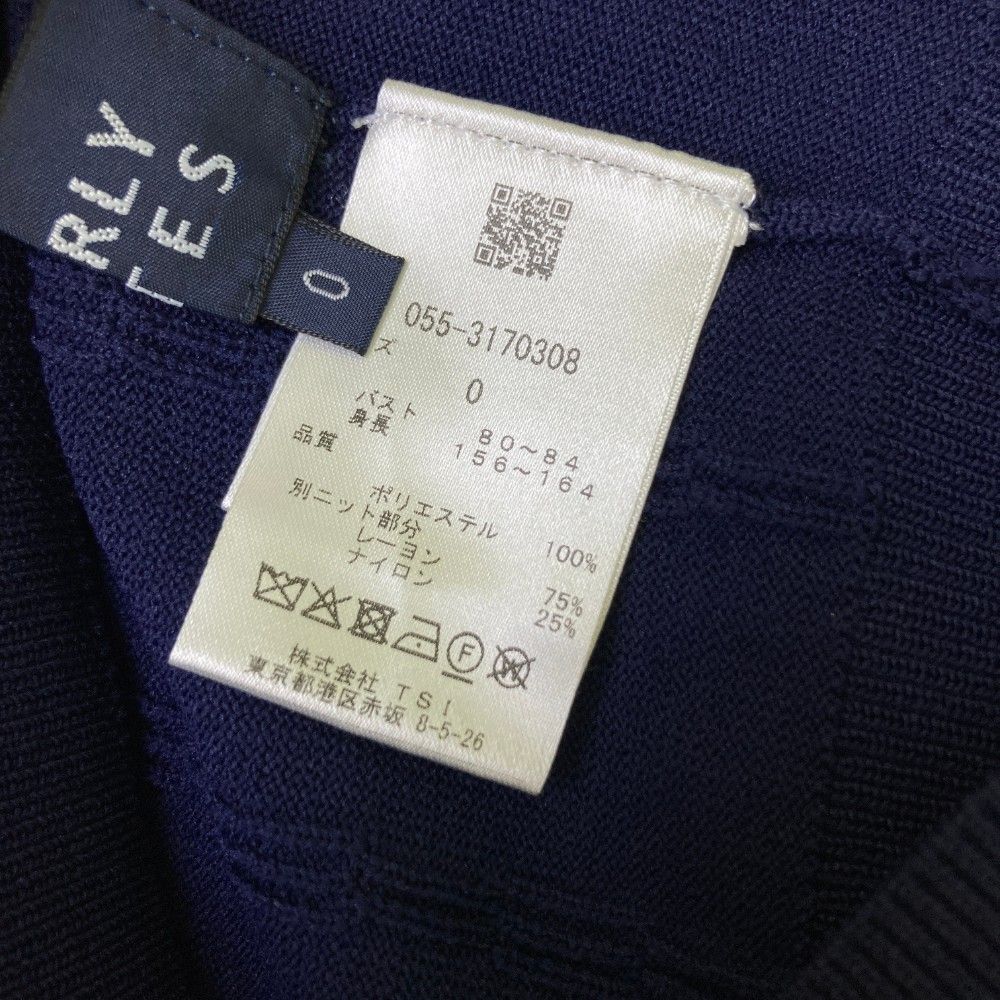 RLY
ES
0
055-3170308
ズ
0
バスト 80～84
身長 156～164
品質
ポリエステル 100%
別ニット部分
レーヨン 75%
ナイロン 25%
F
W
株式会社 TSI
東京都港区赤坂 8-5-26